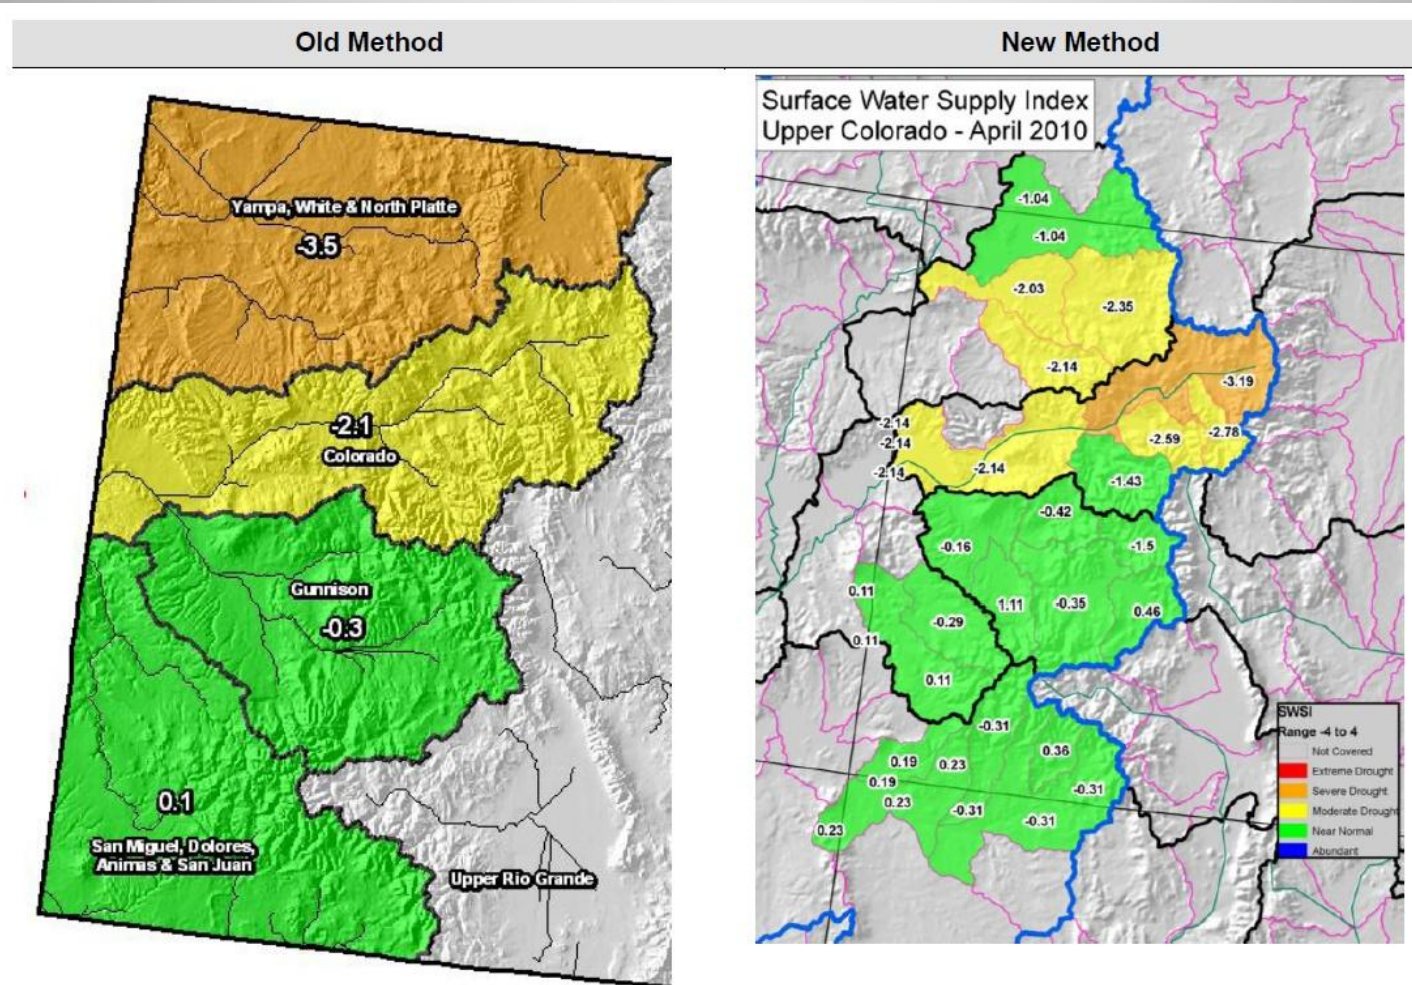 Old Method
New Method
Yampa, White & North Platte
-3.5
-2.1
Colorado
Gunnison
-0.3
0.1
San Miguel, Dolores,
Animas & San Juan
Upper Rio Grande
Surface Water Supply Index
Upper Colorado - April 2010
-1.04
-1.04
-2.03
-2.35
-2.14
-3.19
-2.14
-2.14
-2.59
-2.78
-2.14
-2.14
-1.43
-0.42
-0.16
-1.5
0.11
1.11
-0.35
0.46
-0.29
0.11
0.11
-0.31
0.36
0.19
0.23
0.19
-0.31
0.23
-0.31
0.23
-0.31
SWSI
Range -4 to 4
Not Covered
Extreme Drought
Severe Drought
Moderate Drought
Near Normal
Abundant